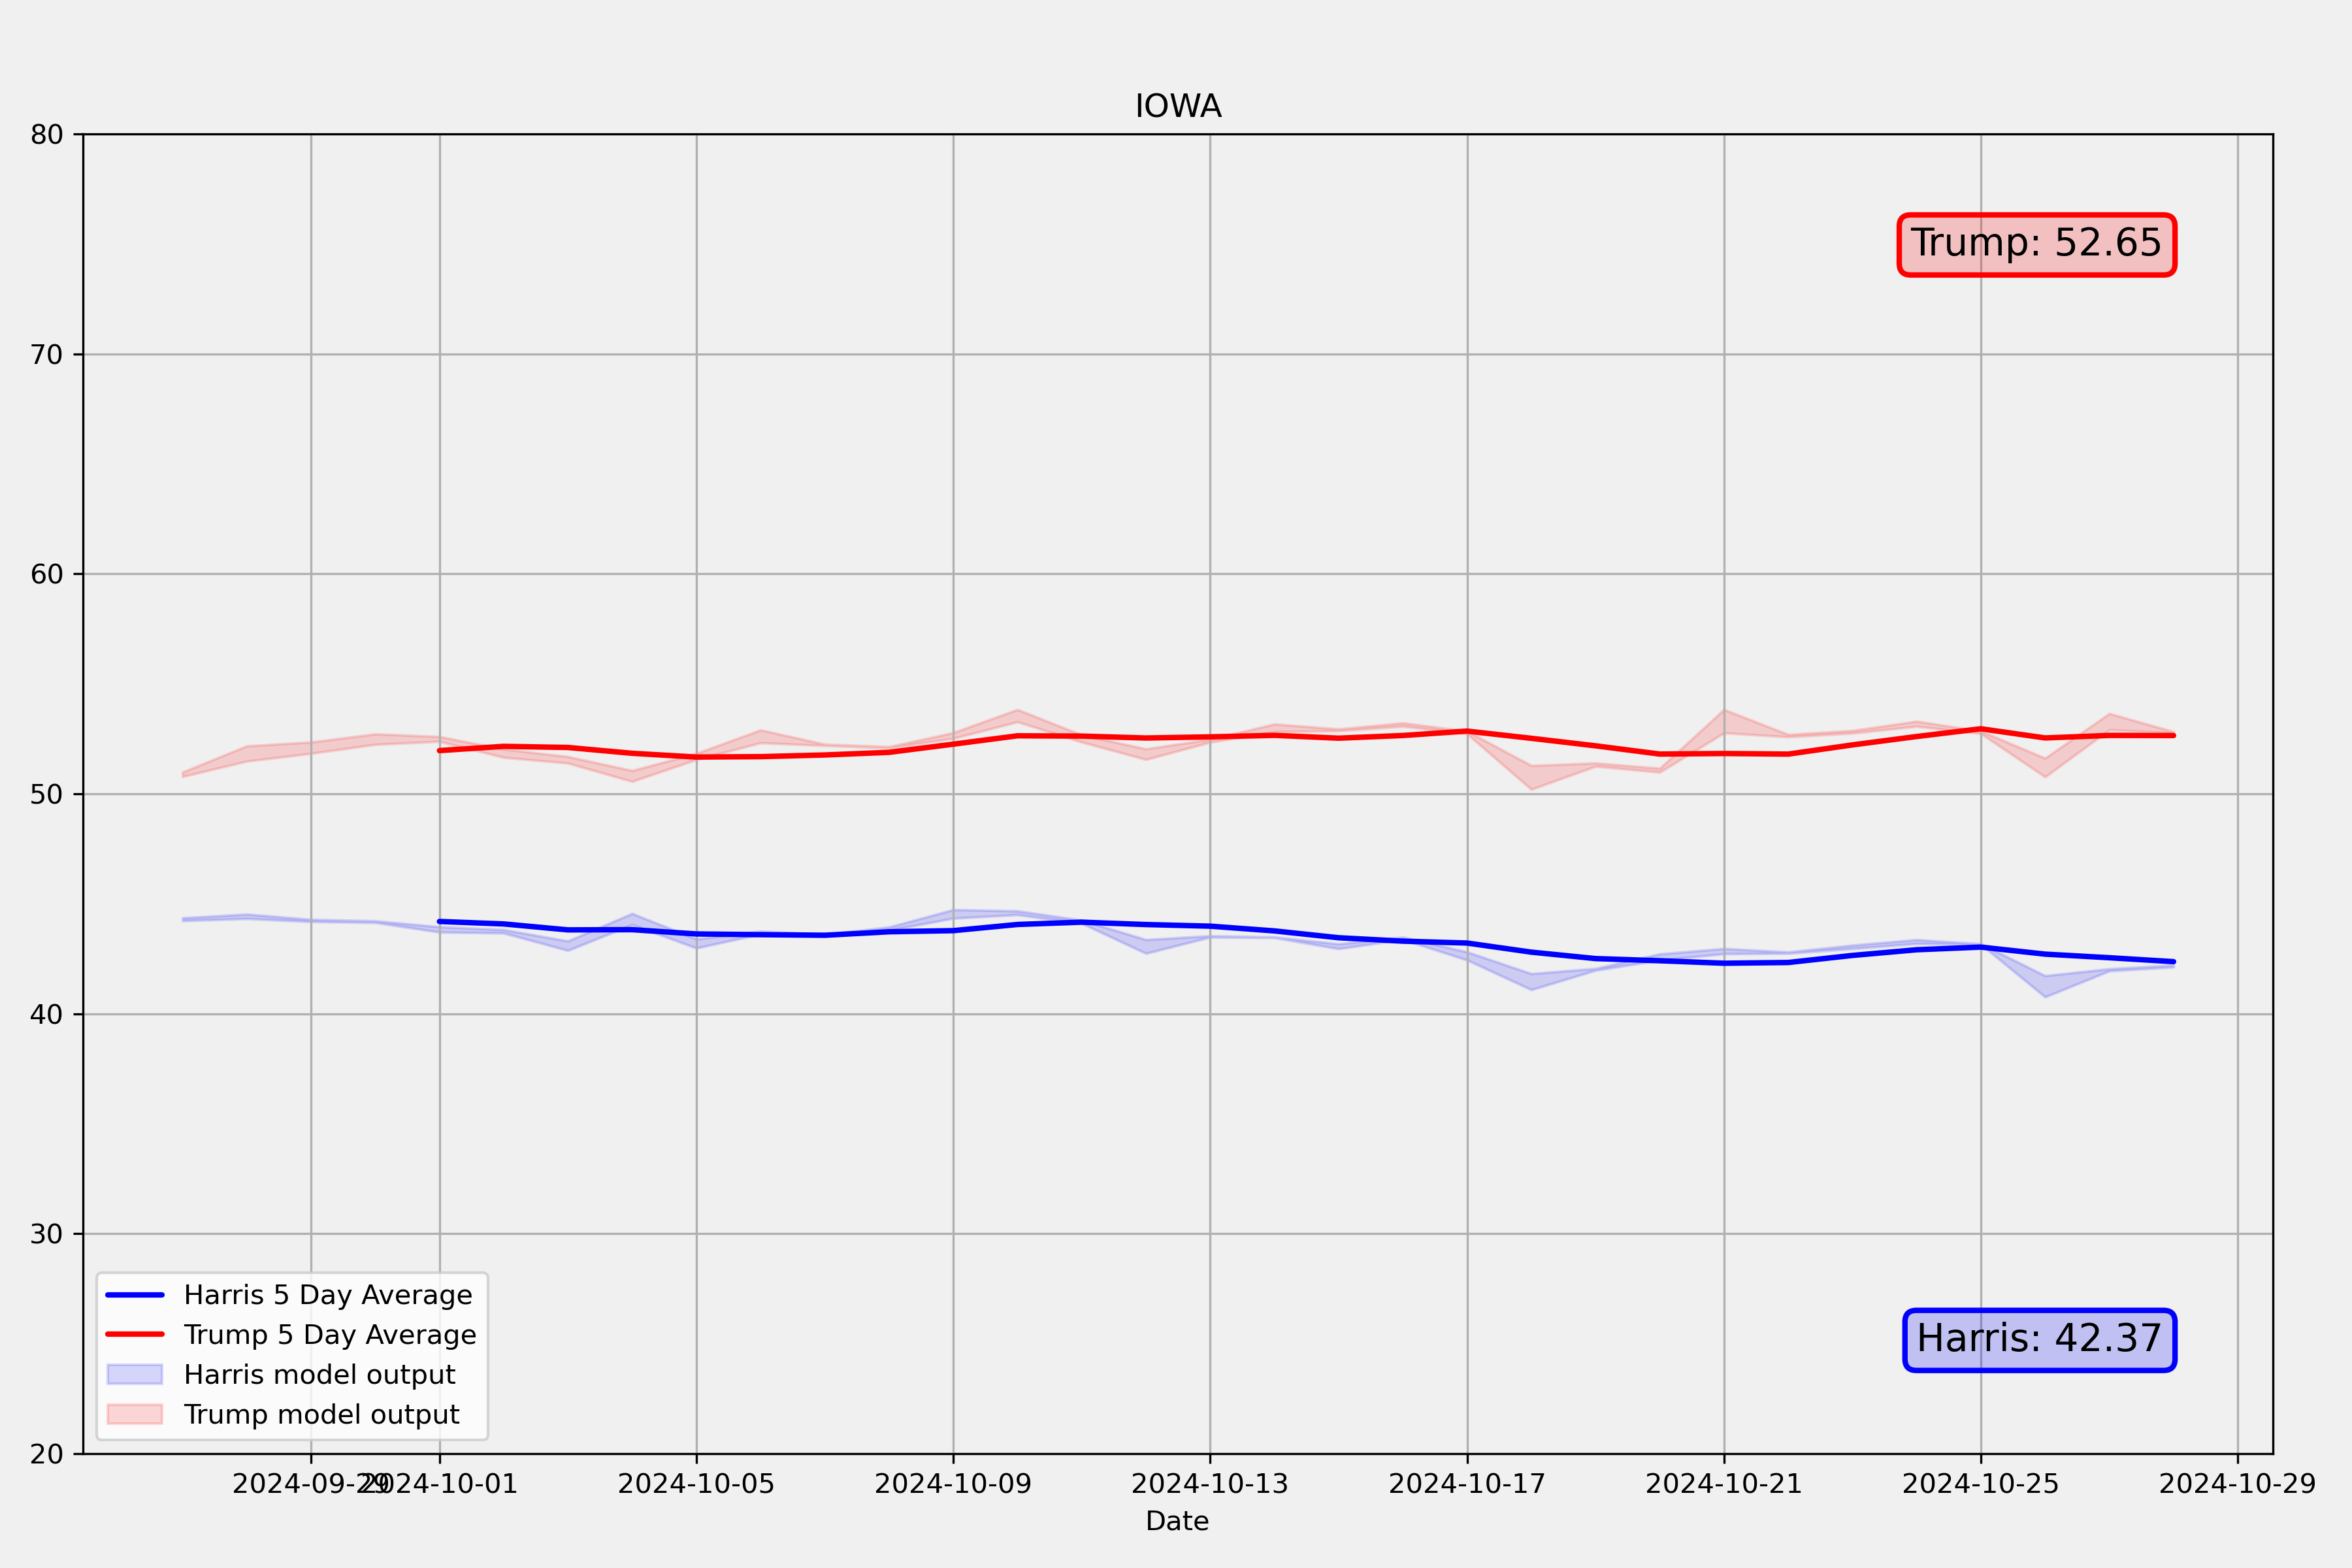 IOWA
80
70
60
50
40
30
20
Trump: 52.65
Harris: 42.37
Harris 5 Day Average
Trump 5 Day Average
Harris model output
Trump model output
2024-09-29 2024-10-01 2024-10-05 2024-10-09 2024-10-13 2024-10-17 2024-10-21 2024-10-25 2024-10-29
Date